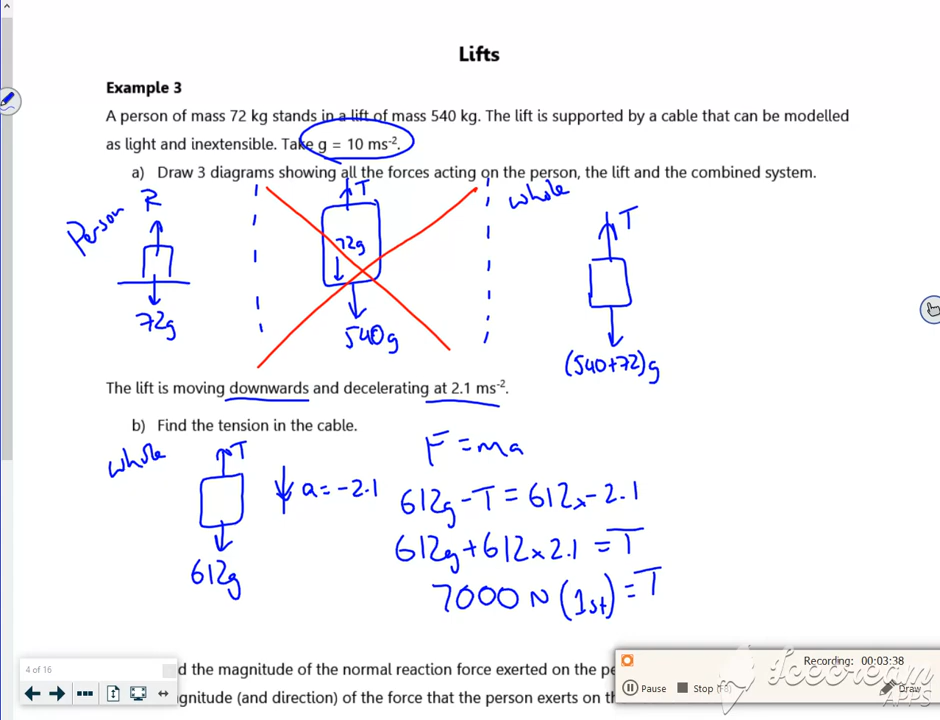 Lifts
Example 3
A person of mass 72 kg stands in a lift of mass 540 kg. The lift is supported by a cable that can be modelled
as light and inextensible. Take g = 10 ms⁻².
a) Draw 3 diagrams showing all the forces acting on the person, the lift and the combined system.
Person
R
72g
T
72g
540g
whole
T
(540+72)g
The lift is moving downwards and decelerating at 2.1 ms⁻².
b) Find the tension in the cable.
whole
T
a = -2.1
612g
F = ma
612g - T = 612x-2.1
612g + 612x2.1 = T
7000 N (1sf) = T
4 of 16
d the magnitude of the normal reaction force exerted on the pe
gnitude (and direction) of the force that the person exerts on th
Recording: 00:03:38
Pause
Stop (F8)
Draw
Icecream
APPS